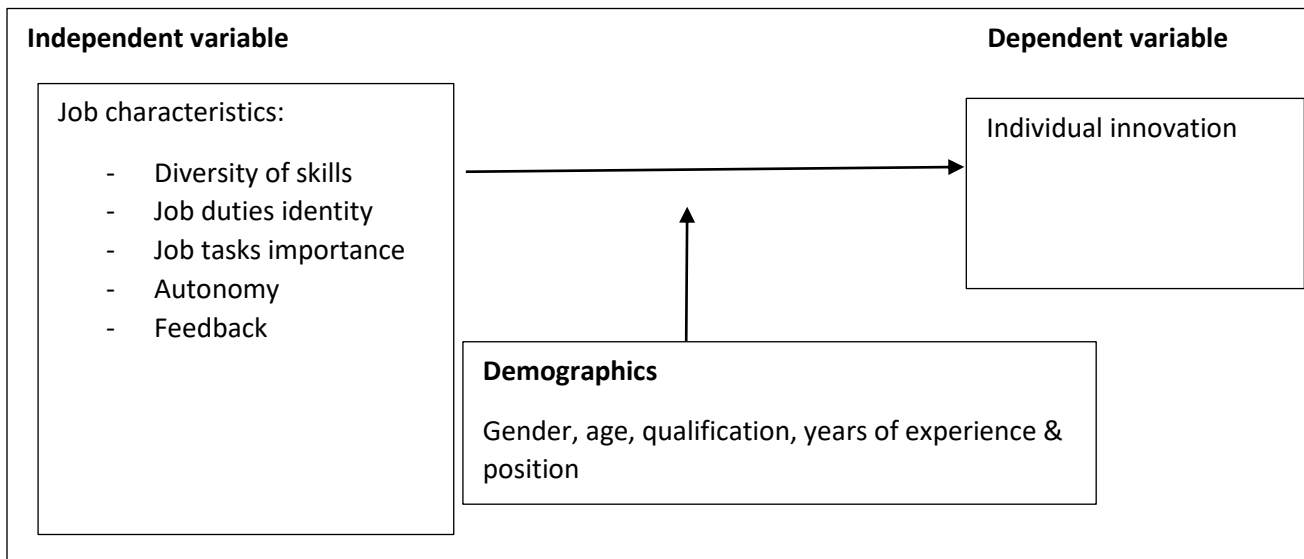 Independent variable
Dependent variable
Job characteristics:
- Diversity of skills
- Job duties identity
- Job tasks importance
- Autonomy
- Feedback
Individual innovation
Demographics
Gender, age, qualification, years of experience &
position